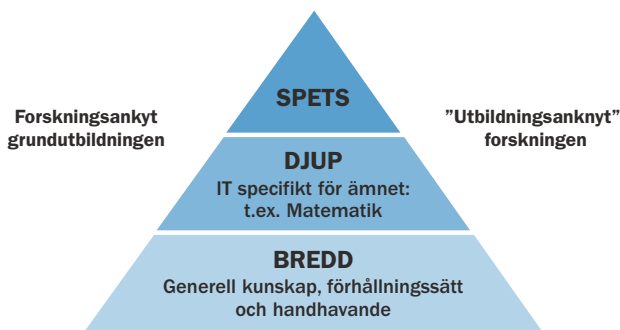 SPETS
Forskningsankyt
grundutbildningen
”Utbildningsanknyt”
forskningen
DJUP
IT specifikt för ämnet:
t.ex. Matematik
BREDD
Generell kunskap, förhållningssätt
och handhavande